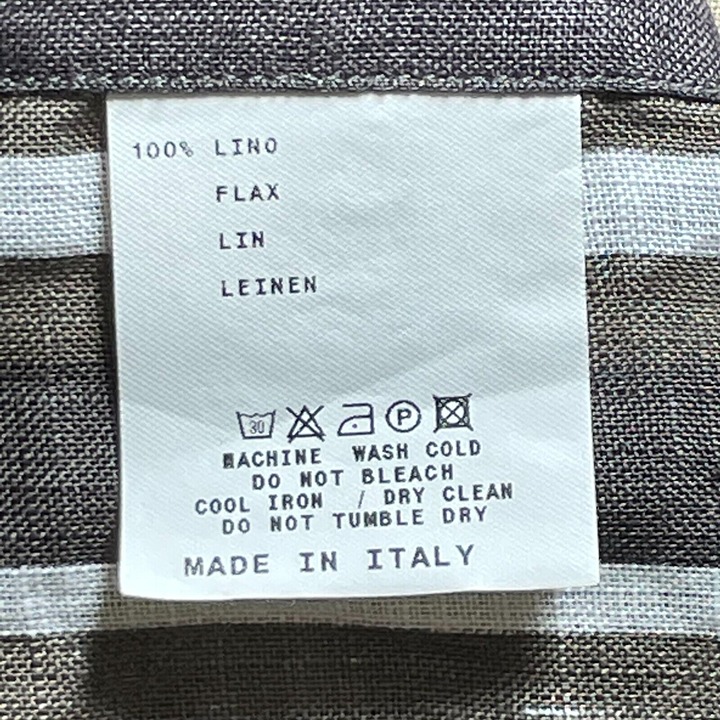 100% LINO
FLAX
LIN
LEINEN
30 P
MACHINE WASH COLD
DO NOT BLEACH
COOL IRON / DRY CLEAN
DO NOT TUMBLE DRY
MADE IN ITALY